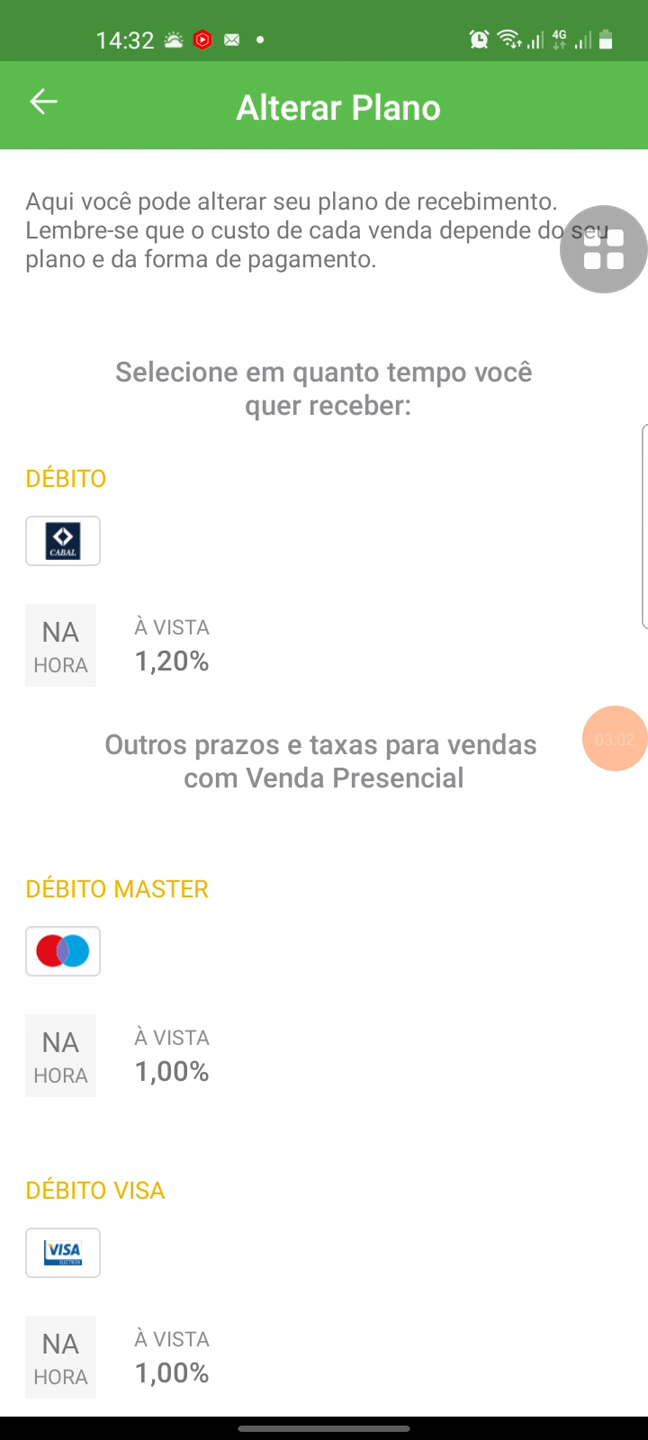 14:32
4G
Alterar Plano
Aqui você pode alterar seu plano de recebimento.
Lembre-se que o custo de cada venda depende do seu
plano e da forma de pagamento.
Selecione em quanto tempo você
quer receber:
DÉBITO
CABAL
NA
HORA
À VISTA
1,20%
Outros prazos e taxas para vendas
com Venda Presencial
03:02
DÉBITO MASTER
NA
HORA
À VISTA
1,00%
DÉBITO VISA
VISA
ELECTRON
NA
HORA
À VISTA
1,00%